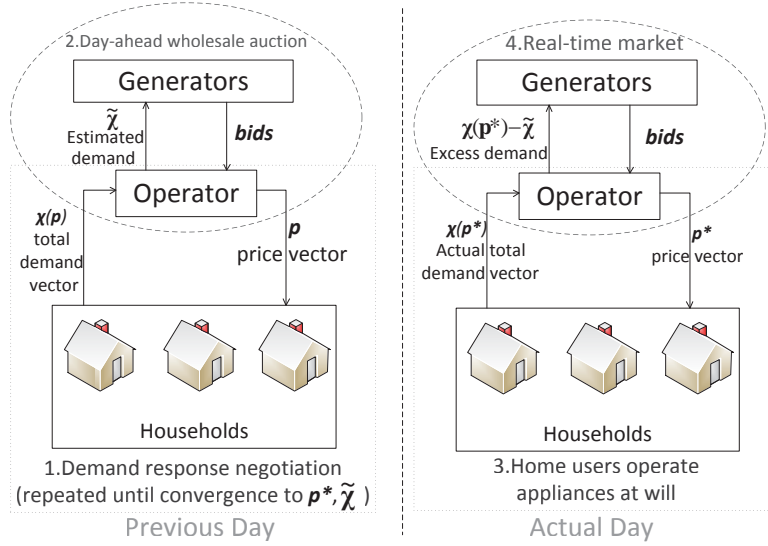 2.Day-ahead wholesale auction
Generators
χ̃
Estimated
demand
bids
Operator
χ(p)
total
demand
vector
p
price vector
Households
1.Demand response negotiation
(repeated until convergence to p*, χ̃ )
Previous Day
4.Real-time market
Generators
χ(p*)−χ̃
Excess demand
bids
Operator
χ(p*)
Actual total
demand vector
p*
price vector
Households
3.Home users operate
appliances at will
Actual Day